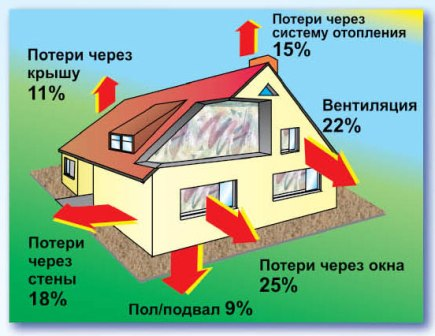 Потери через
систему отопления
15%
Потери через
крышу
11%
Вентиляция
22%
Потери
через
стены
18%
Потери через окна
25%
Пол/подвал 9%